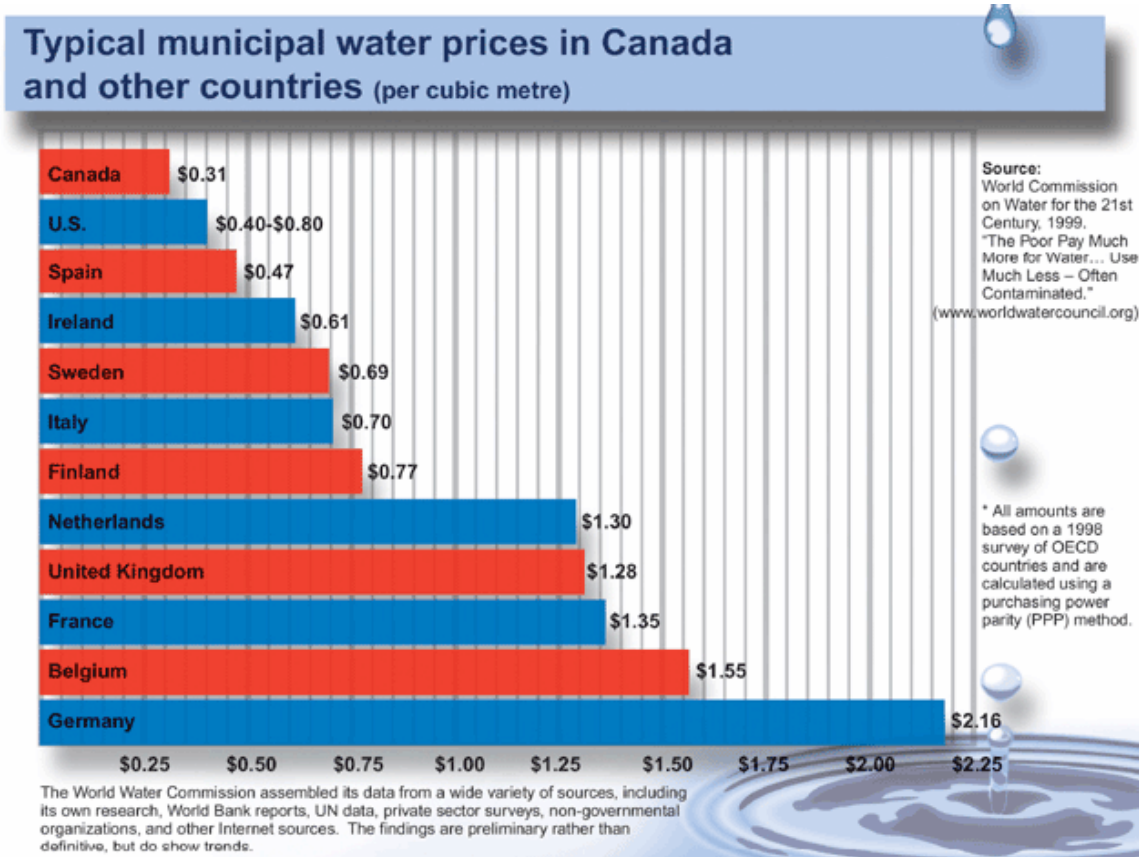 Typical municipal water prices in Canada
and other countries (per cubic metre)
Canada $0.31
U.S. $0.40-$0.80
Spain $0.47
Ireland $0.61
Sweden $0.69
Italy $0.70
Finland $0.77
Netherlands $1.30
United Kingdom $1.28
France $1.35
Belgium $1.55
Germany $2.16
$0.25 $0.50 $0.75 $1.00 $1.25 $1.50 $1.75 $2.00 $2.25
Source:
World Commission
on Water for the 21st
Century, 1999.
"The Poor Pay Much
More for Water… Use
Much Less – Often
Contaminated."
(www.worldwatercouncil.org)
* All amounts are
based on a 1998
survey of OECD
countries and are
calculated using a
purchasing power
parity (PPP) method.
The World Water Commission assembled its data from a wide variety of sources, including
its own research, World Bank reports, UN data, private sector surveys, non-governmental
organizations, and other Internet sources. The findings are preliminary rather than
definitive, but do show trends.